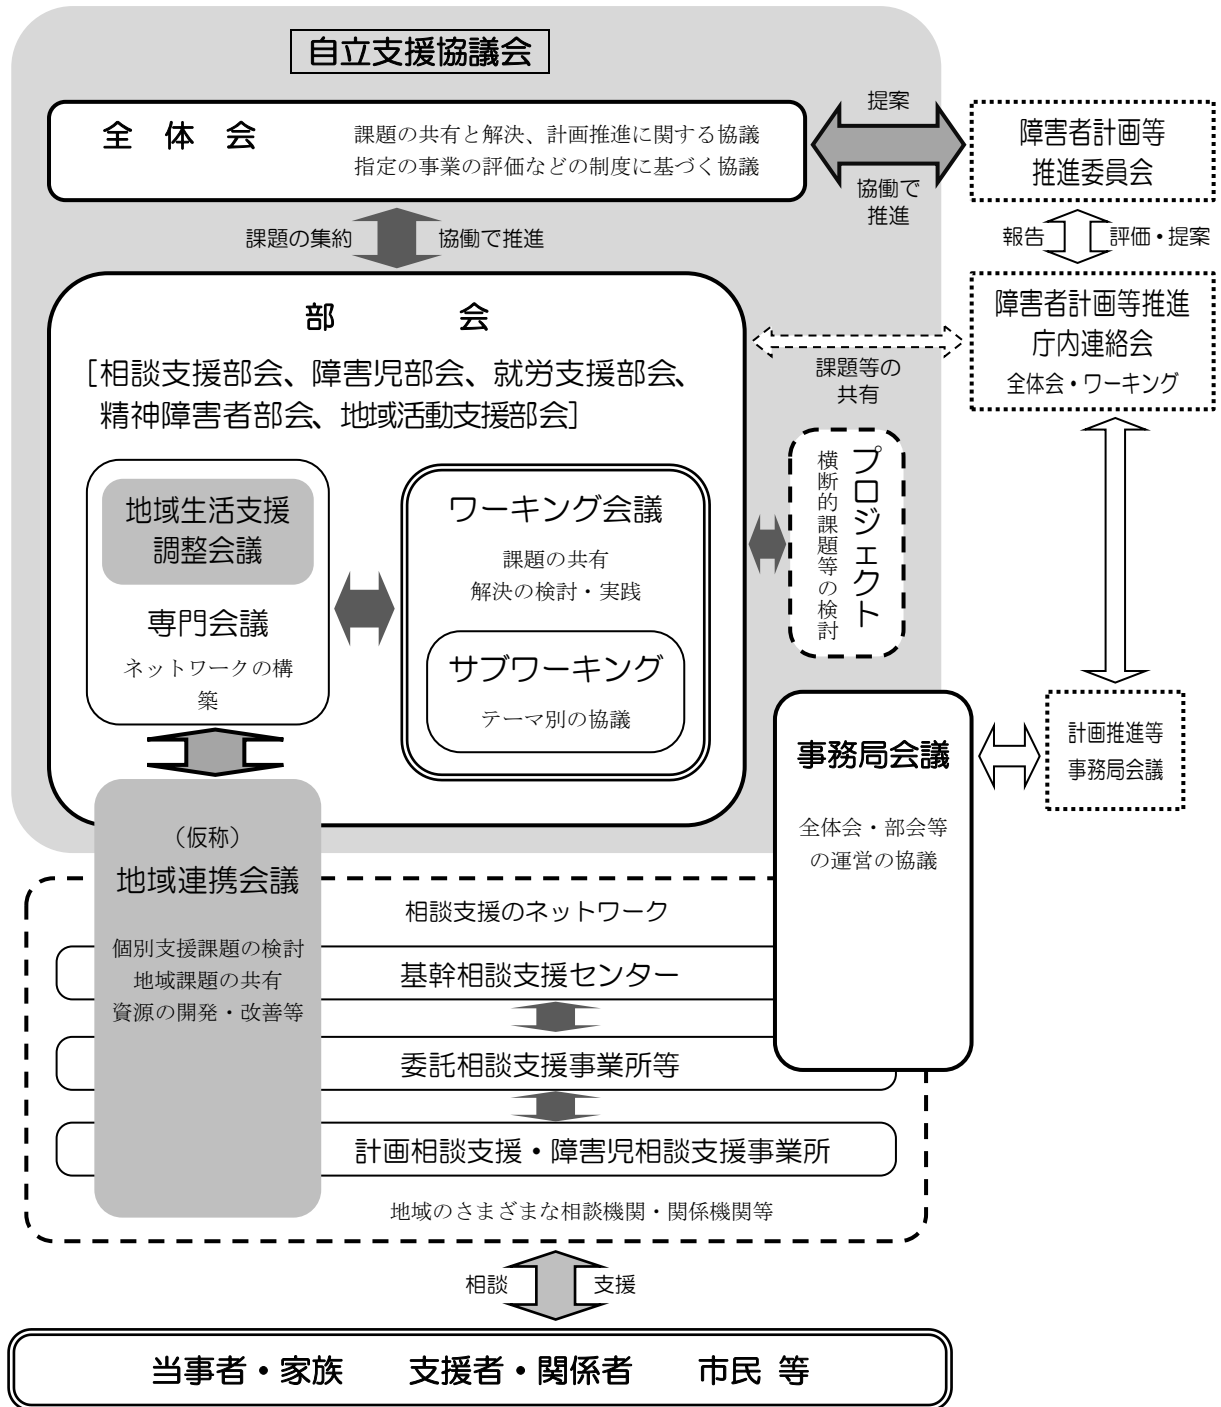 自立支援協議会
全 体 会
課題の共有と解決、計画推進に関する協議
指定の事業の評価などの制度に基づく協議
提案
協働で
推進
障害者計画等
推進委員会
課題の集約
協働で推進
報告
評価・提案
部 会
[相談支援部会、障害児部会、就労支援部会、
精神障害者部会、地域活動支援部会]
課題等の
共有
障害者計画等推進
庁内連絡会
全体会・ワーキング
地域生活支援
調整会議
専門会議
ネットワークの構
築
ワーキング会議
課題の共有
解決の検討・実践
サブワーキング
テーマ別の協議
プロジェクト
横断的課題等の検討
事務局会議
全体会・部会等
の運営の協議
計画推進等
事務局会議
（仮称）
地域連携会議
個別支援課題の検討
地域課題の共有
資源の開発・改善等
相談支援のネットワーク
基幹相談支援センター
委託相談支援事業所等
計画相談支援・障害児相談支援事業所
地域のさまざまな相談機関・関係機関等
相談
支援
当事者・家族 支援者・関係者 市民 等